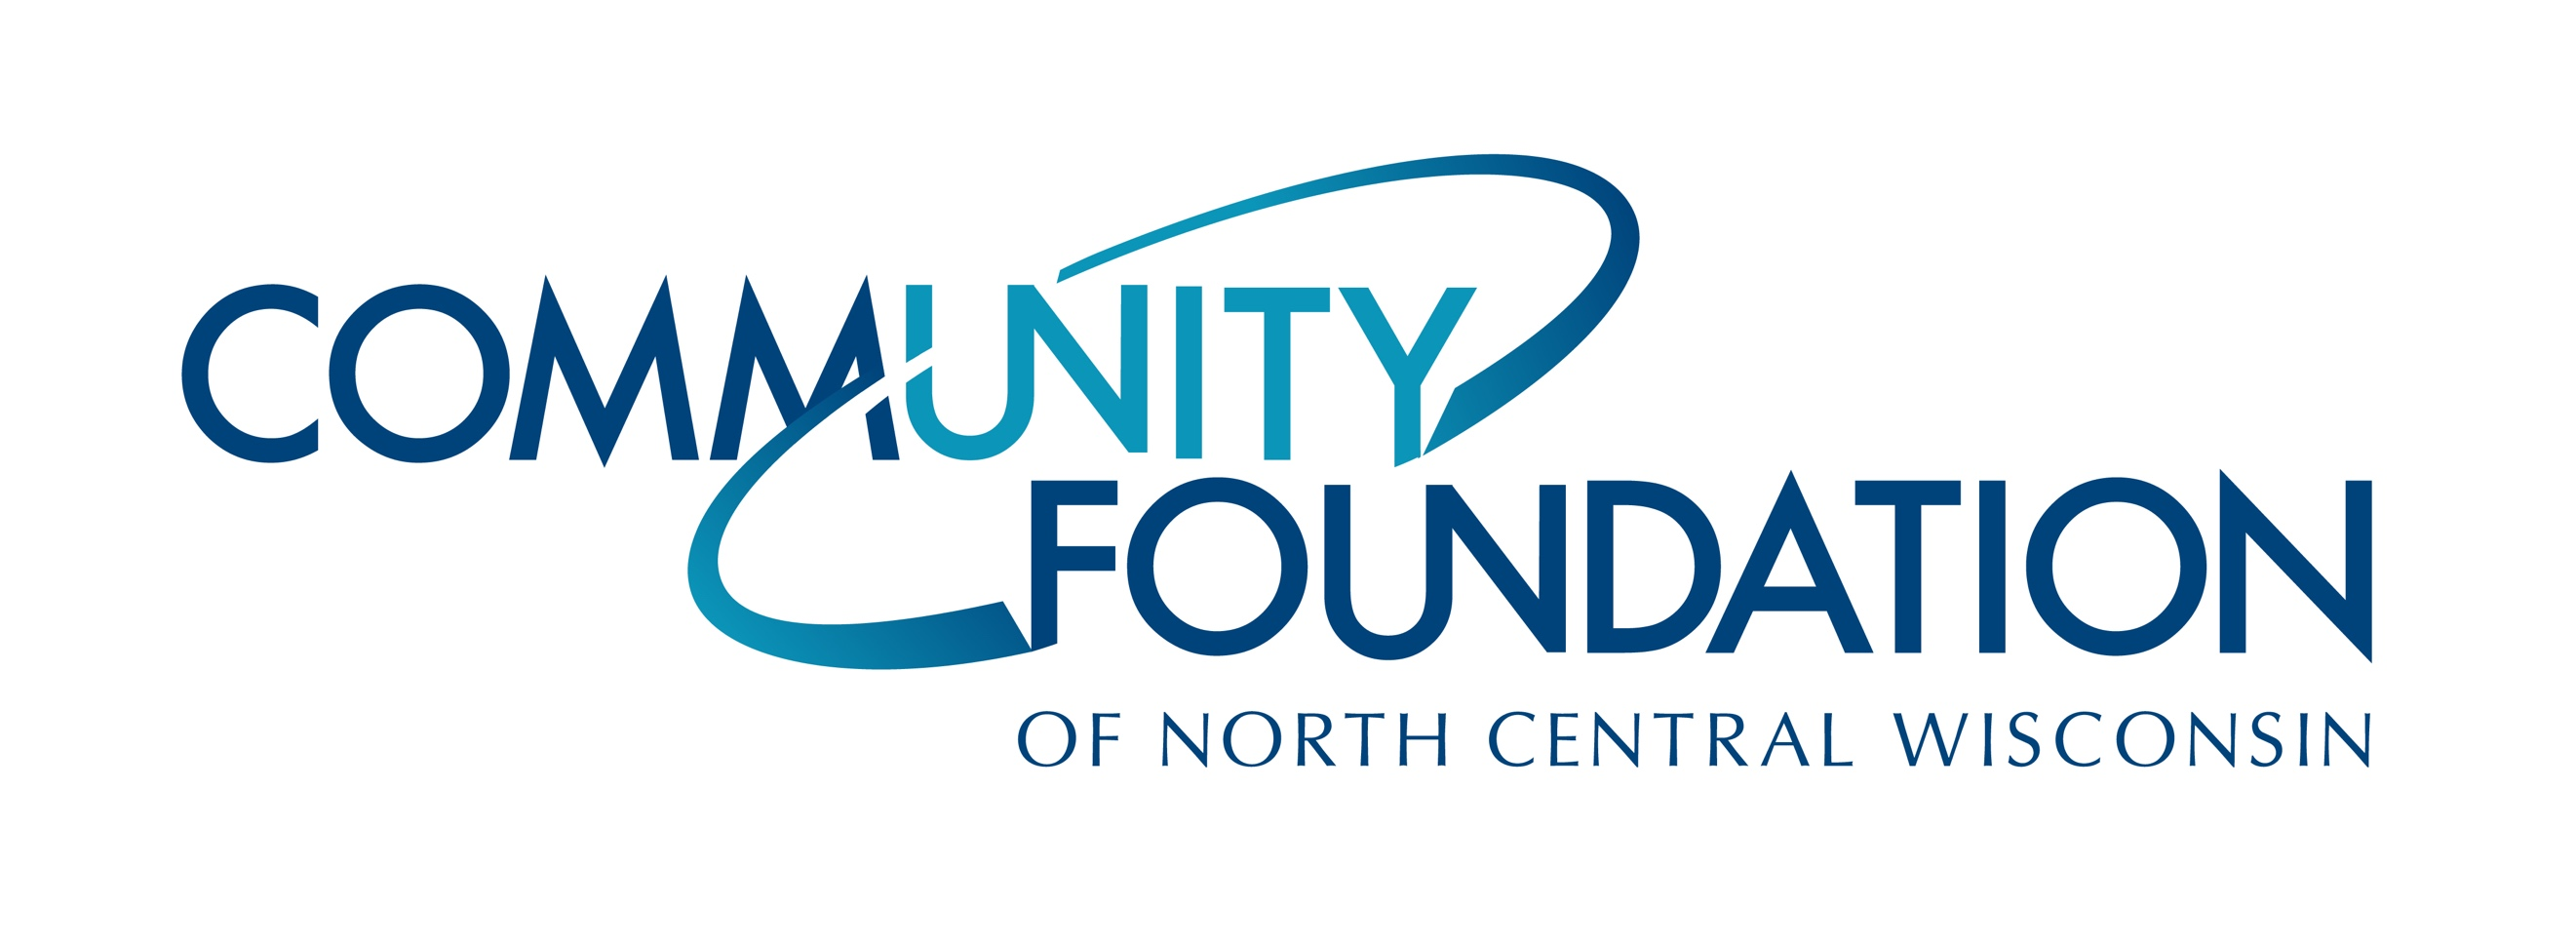 COMMUNITY
FOUNDATION
OF NORTH CENTRAL WISCONSIN